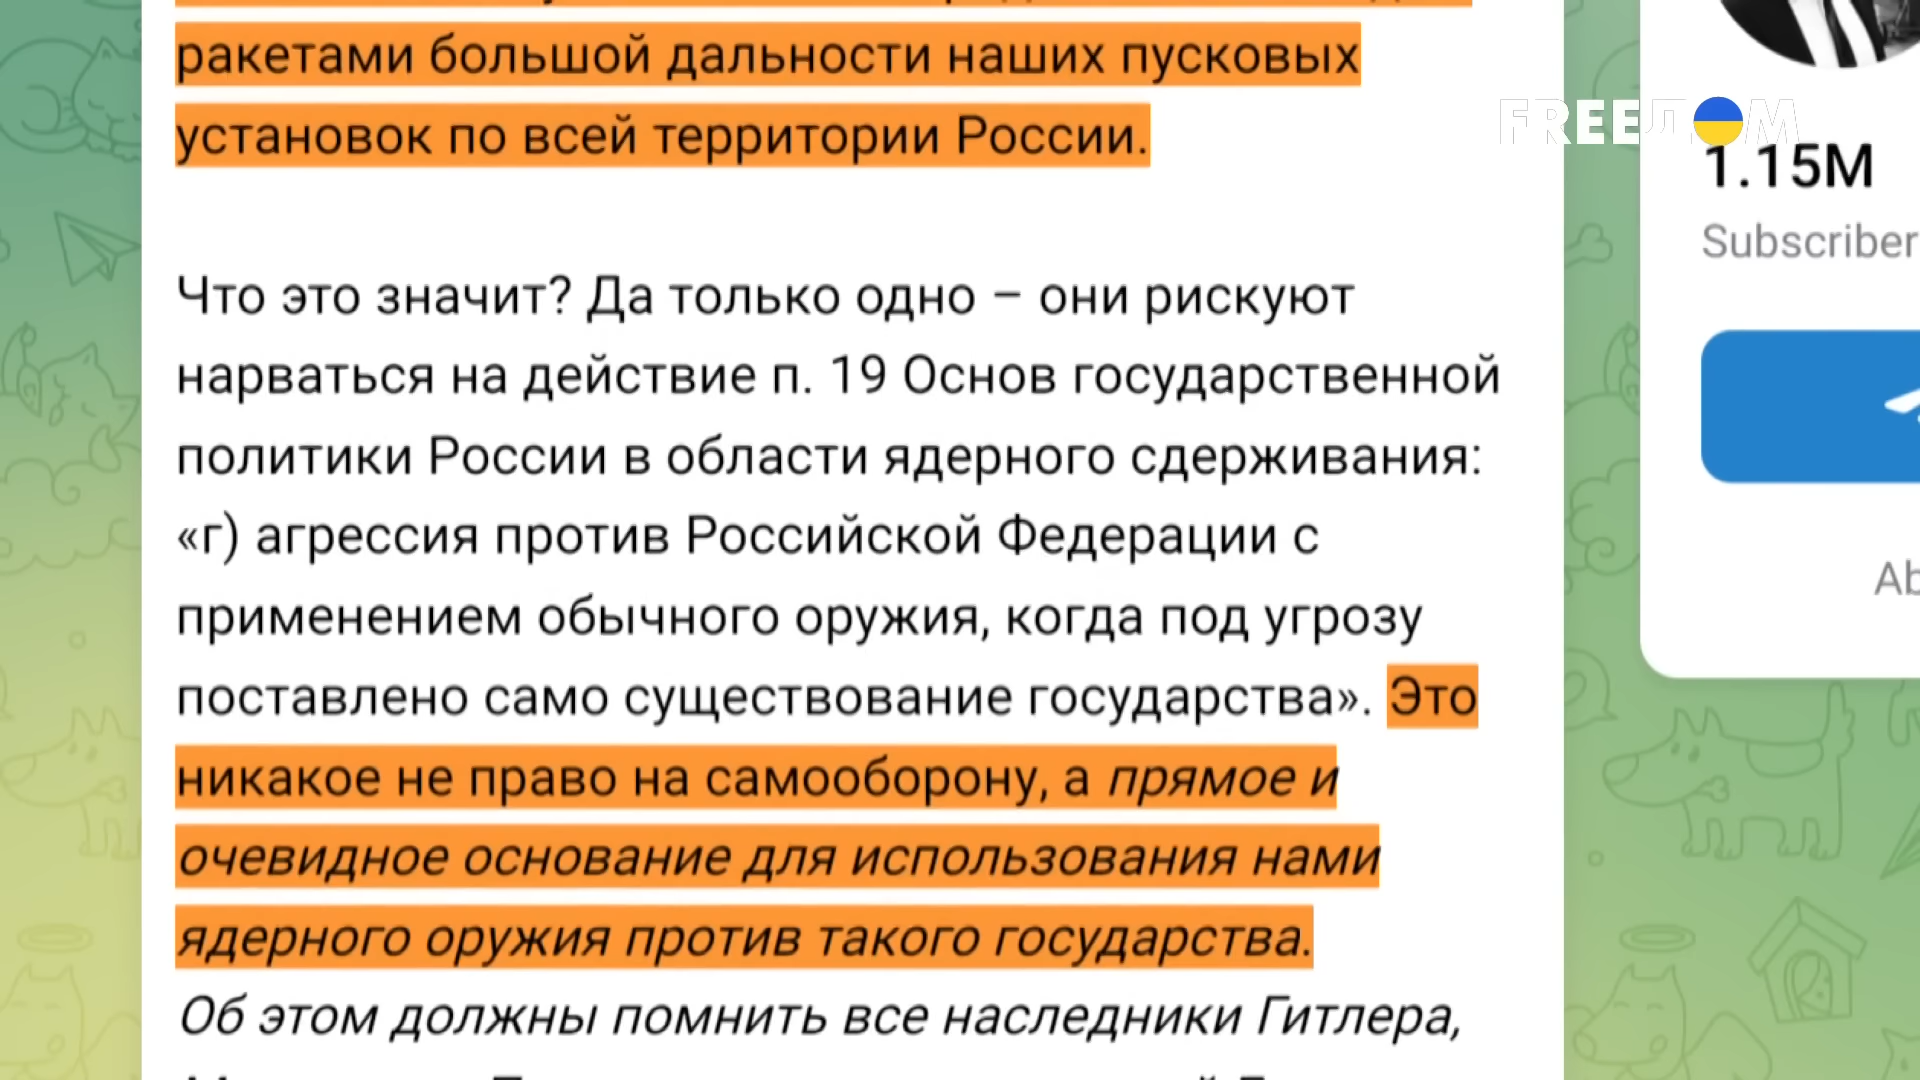 ракетами большой дальности наших пусковых
установок по всей территории России.
Что это значит? Да только одно – они рискуют
нарваться на действие п. 19 Основ государственной
политики России в области ядерного сдерживания:
«г) агрессия против Российской Федерации с
применением обычного оружия, когда под угрозу
поставлено само существование государства». Это
никакое не право на самооборону, а прямое и
очевидное основание для использования нами
ядерного оружия против такого государства.
Об этом должны помнить все наследники Гитлера,
FREEДОМ
1.15M
Subscriber
Ab